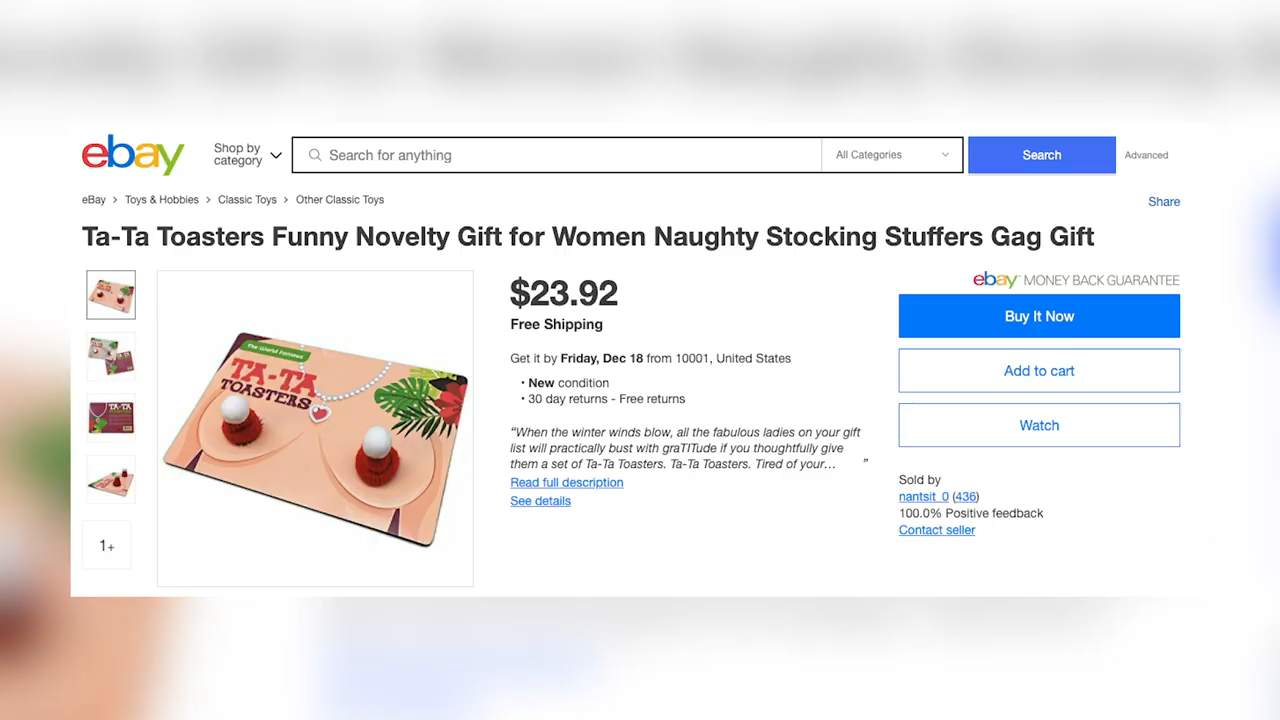 ebay
Shop by
category
Search for anything
All Categories
Search
Advanced
eBay > Toys & Hobbies > Classic Toys > Other Classic Toys
Share
Ta-Ta Toasters Funny Novelty Gift for Women Naughty Stocking Stuffers Gag Gift
The World Famous
TA-TA
TOASTERS
TA-TA
1+
$23.92
Free Shipping
Get it by Friday, Dec 18 from 10001, United States
• New condition
• 30 day returns - Free returns
“When the winter winds blow, all the fabulous ladies on your gift
list will practically bust with graTITude if you thoughtfully give
them a set of Ta-Ta Toasters. Ta-Ta Toasters. Tired of your… ”
Read full description
See details
ebay MONEY BACK GUARANTEE
Buy It Now
Add to cart
Watch
Sold by
nantsit_0 (436)
100.0% Positive feedback
Contact seller